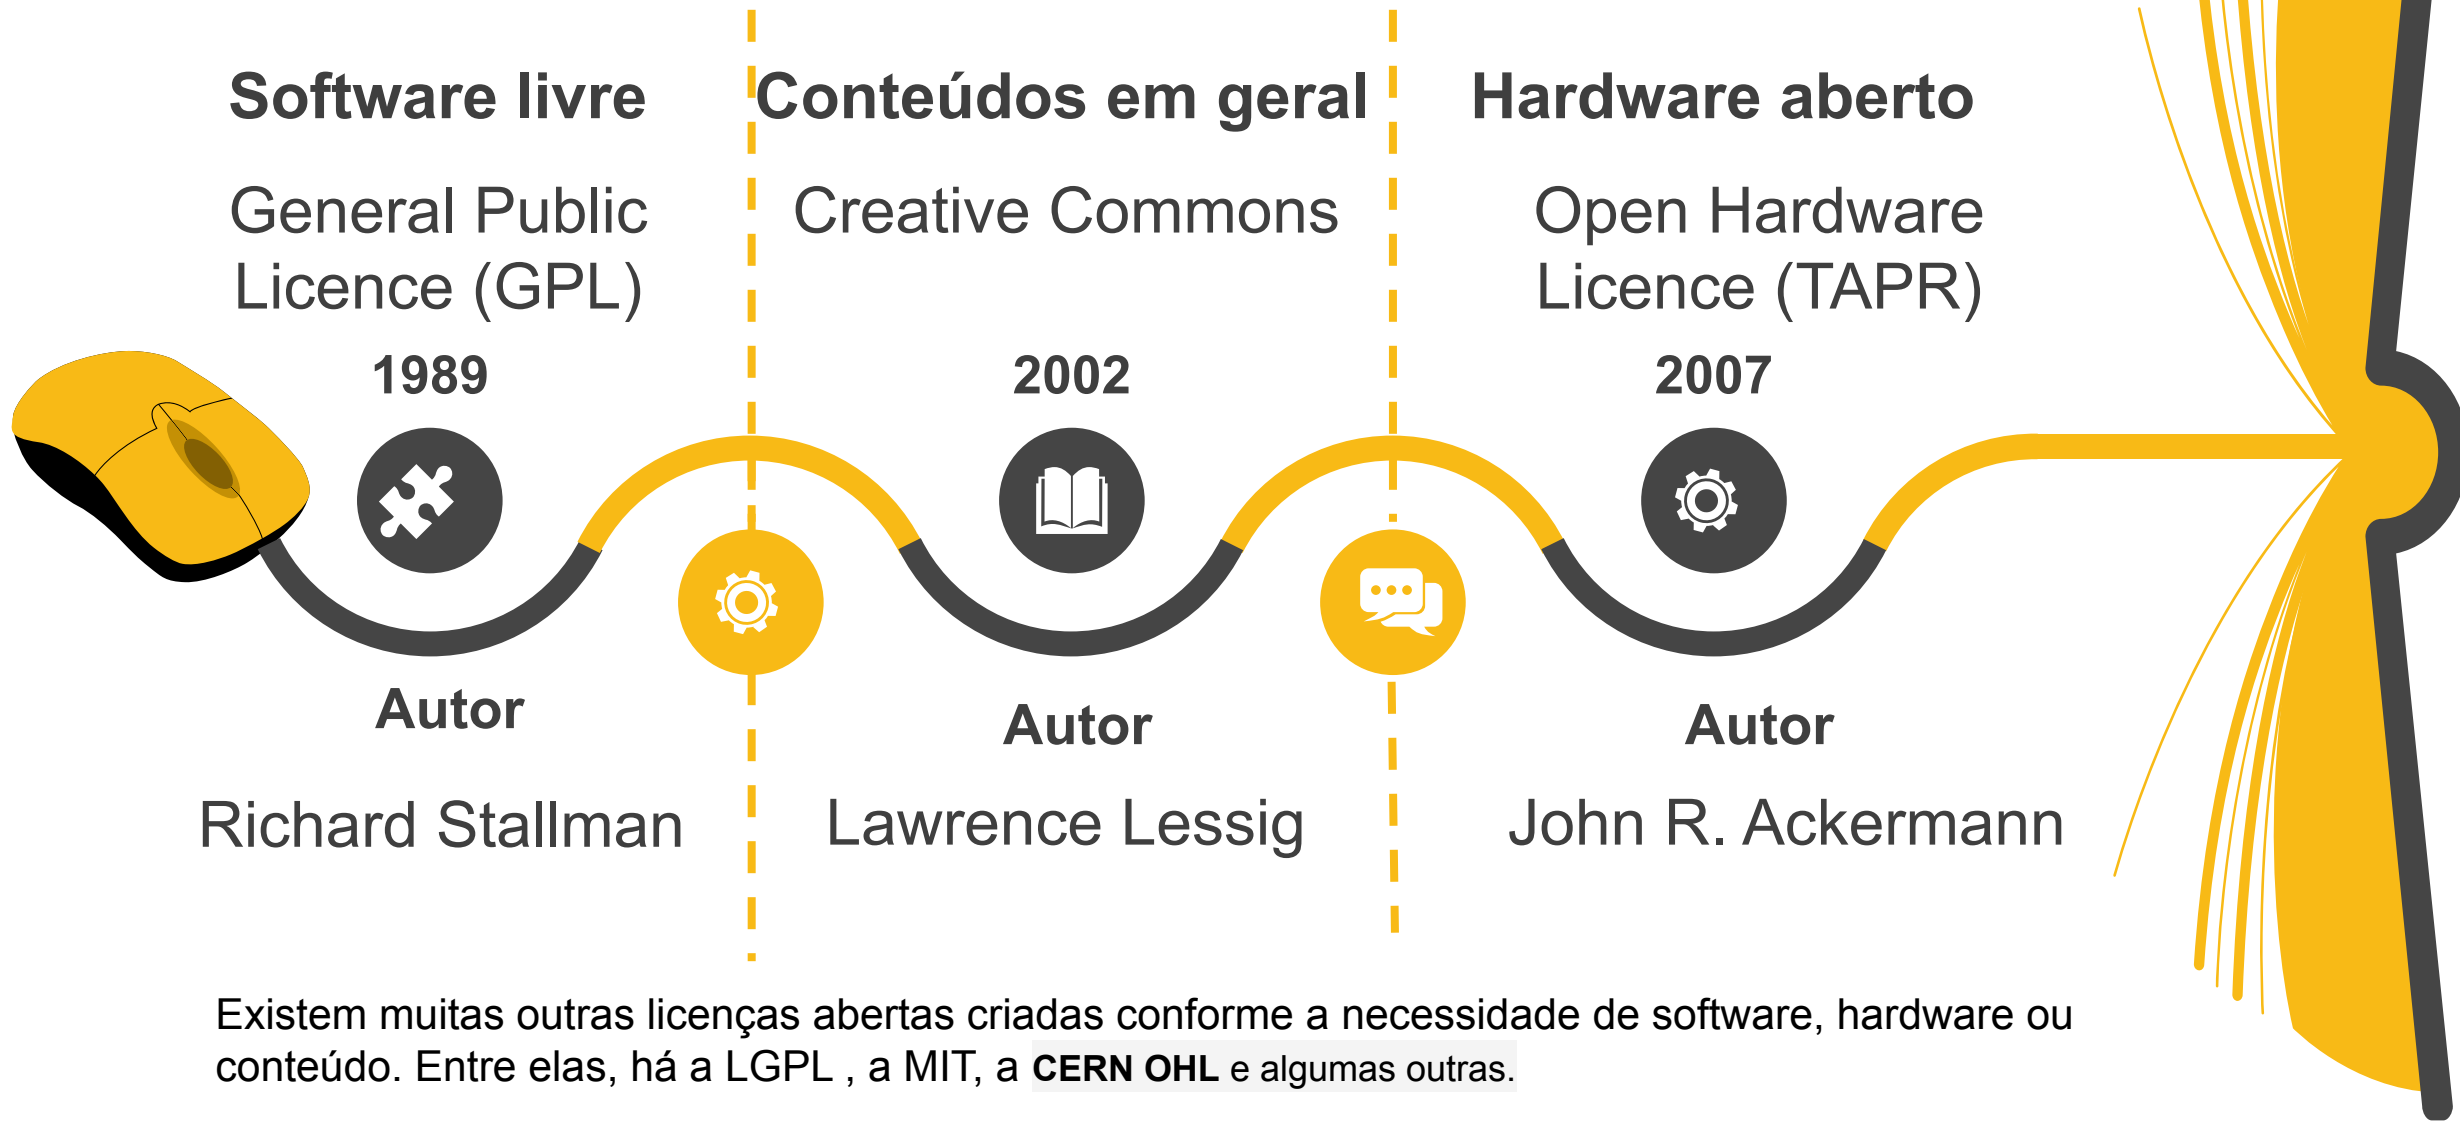 Software livre
General Public
Licence (GPL)
1989
Autor
Richard Stallman
Conteúdos em geral
Creative Commons
2002
Autor
Lawrence Lessig
Hardware aberto
Open Hardware
Licence (TAPR)
2007
Autor
John R. Ackermann
Existem muitas outras licenças abertas criadas conforme a necessidade de software, hardware ou
conteúdo. Entre elas, há a LGPL , a MIT, a CERN OHL e algumas outras.